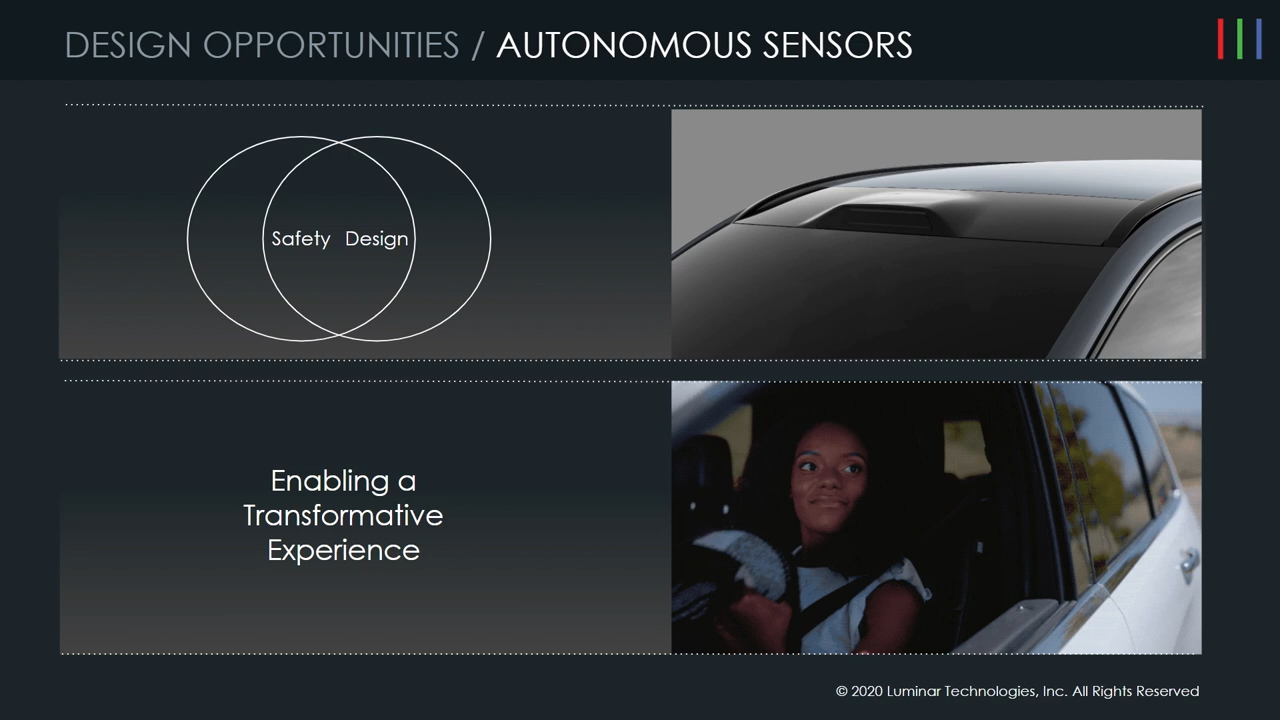 DESIGN OPPORTUNITIES / AUTONOMOUS SENSORS
Safety Design
Enabling a
Transformative
Experience
© 2020 Luminar Technologies, Inc. All Rights Reserved